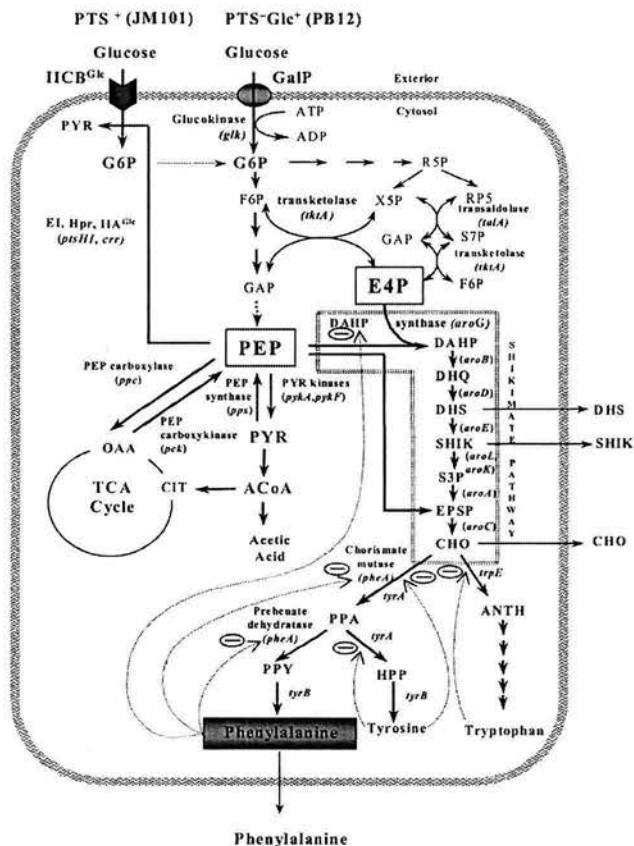 PTS + (JM101) PTS-Glc+ (PB12)
Glucose Glucose
IICBGlc GalP Exterior
Cytosol
PYR Glucokinase ATP
(glk) ADP
G6P G6P R5P
F6P transketolase X5P RP5
(tktA) transaldolase
(talA)
EI, Hpr, IIAGlc GAP S7P
(ptsHI, crr) transketolase
(tktA)
GAP E4P F6P
DAHP synthase (aroG)
PEP DAHP
(aroB)
PEP carboxylase DHQ
(ppc) (aroD)
PEP synthase (pps) PYR kinases (pykA,pykF) DHS DHS
(aroE)
PEP carboxykinase (pck) SHIK SHIK
OAA PYR (aroL, aroK)
S3P
TCA Cycle CIT ACoA (aroA)
EPSP
(aroC)
Acetic Acid CHO CHO
SHIKIMATE PATHWAY
Chorismate mutase (pheA) tyrA trpE
ANTH
Prehenate dehydratase (pheA) PPA tyrA
PPY HPP
tyrB tyrB
Phenylalanine Tyrosine Tryptophan
Phenylalanine